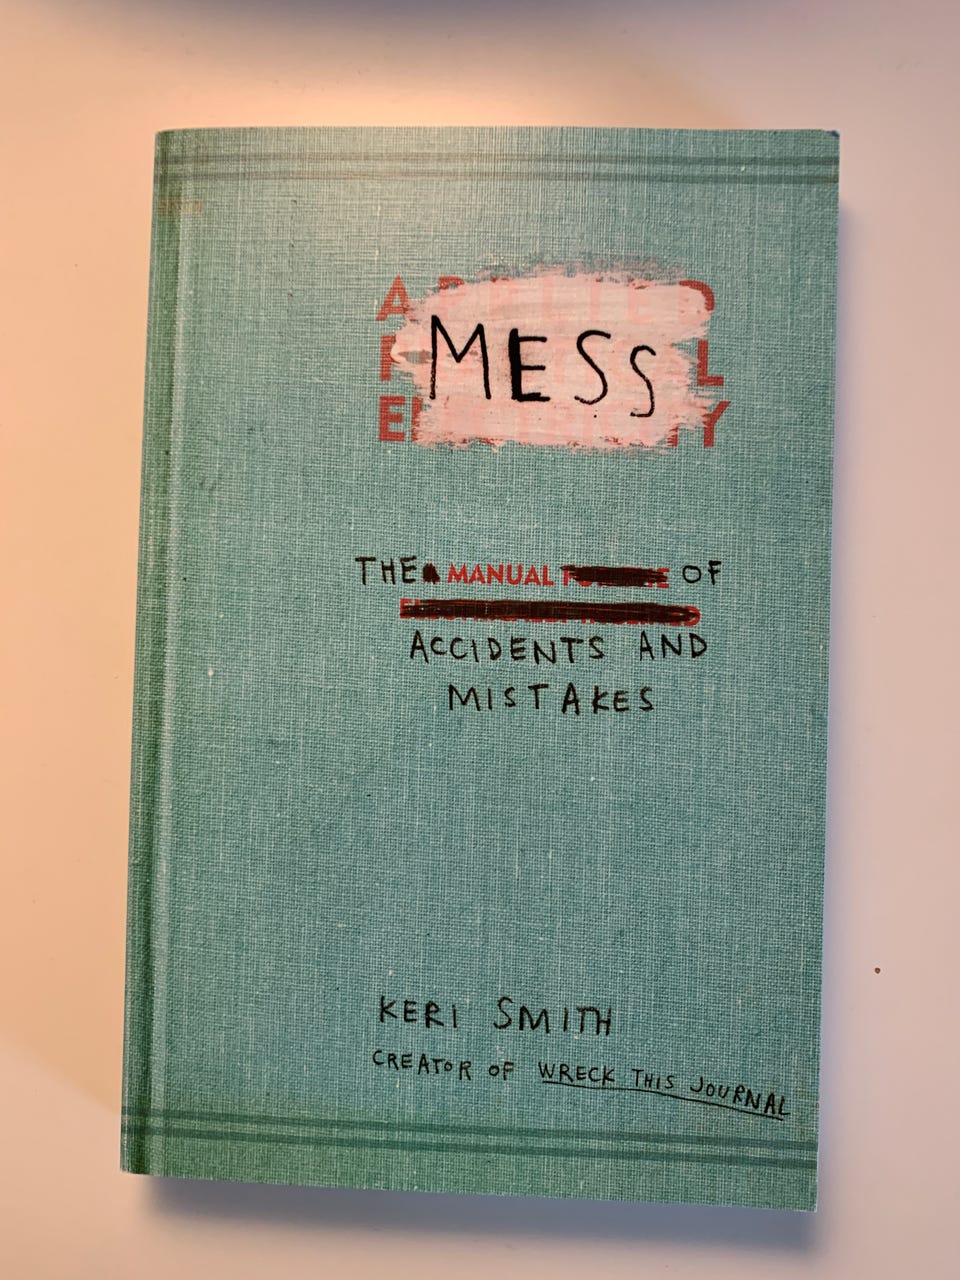 MESS
THE MANUAL OF
ACCIDENTS AND
MISTAKES
KERI SMITH
CREATOR OF WRECK THIS JOURNAL